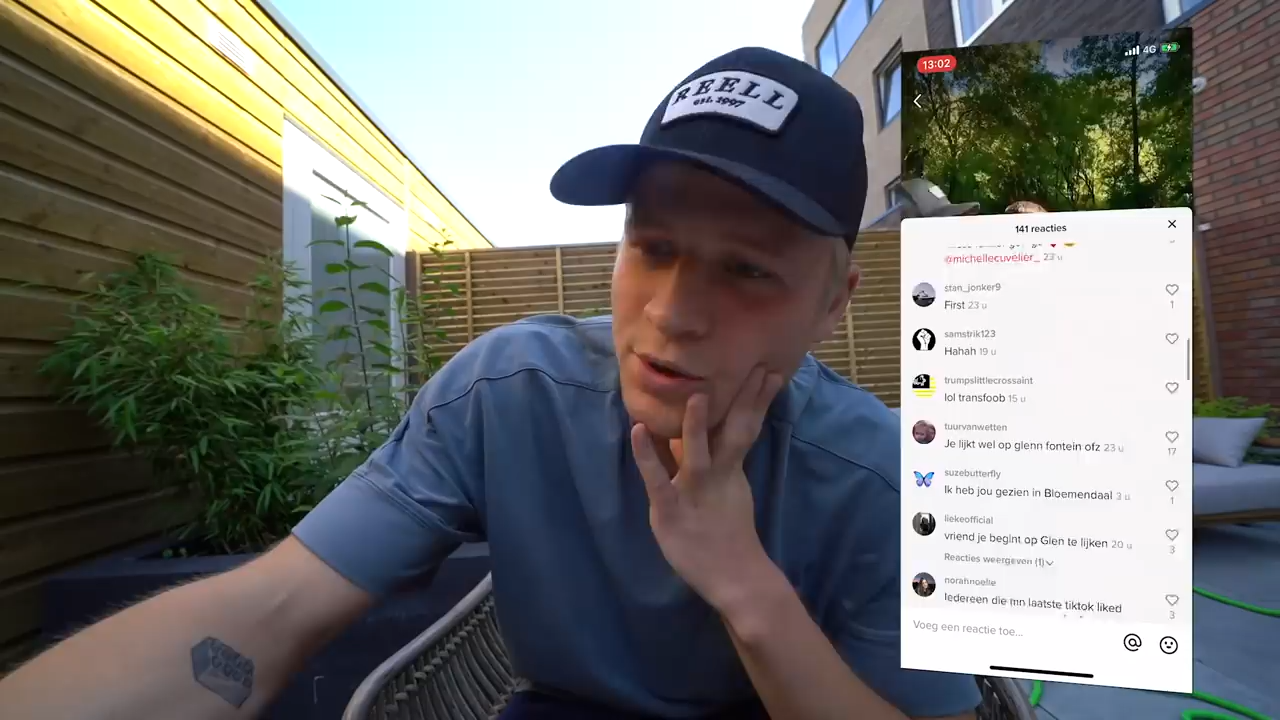 REELL
est. 1997
13:02
4G
141 reacties
@michellecuvelier_ 23 u
stan_jonker9
First 23 u
1
samstrik123
Hahah 19 u
trumpslittlecrossaint
lol transfoob 15 u
tuurvanwetten
Je lijkt wel op glenn fontein ofz 23 u
17
suzebutterfly
Ik heb jou gezien in Bloemendaal 3 u
1
liekeofficial
vriend je begint op Glen te lijken 20 u
3
Reacties weergeven (1)
norahnoelle
Iedereen die mn laatste tiktok liked
3
Voeg een reactie toe...
@